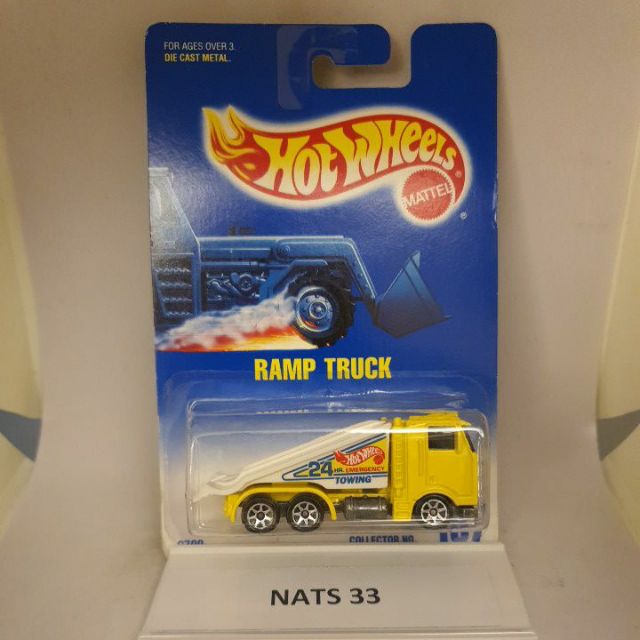 FOR AGES OVER 3.
DIE CAST METAL.
HOT WHEELS
MATTEL
®
RAMP TRUCK
HOT WHEELS
24 HR. EMERGENCY
TOWING
COLLECTOR NO.
NATS 33